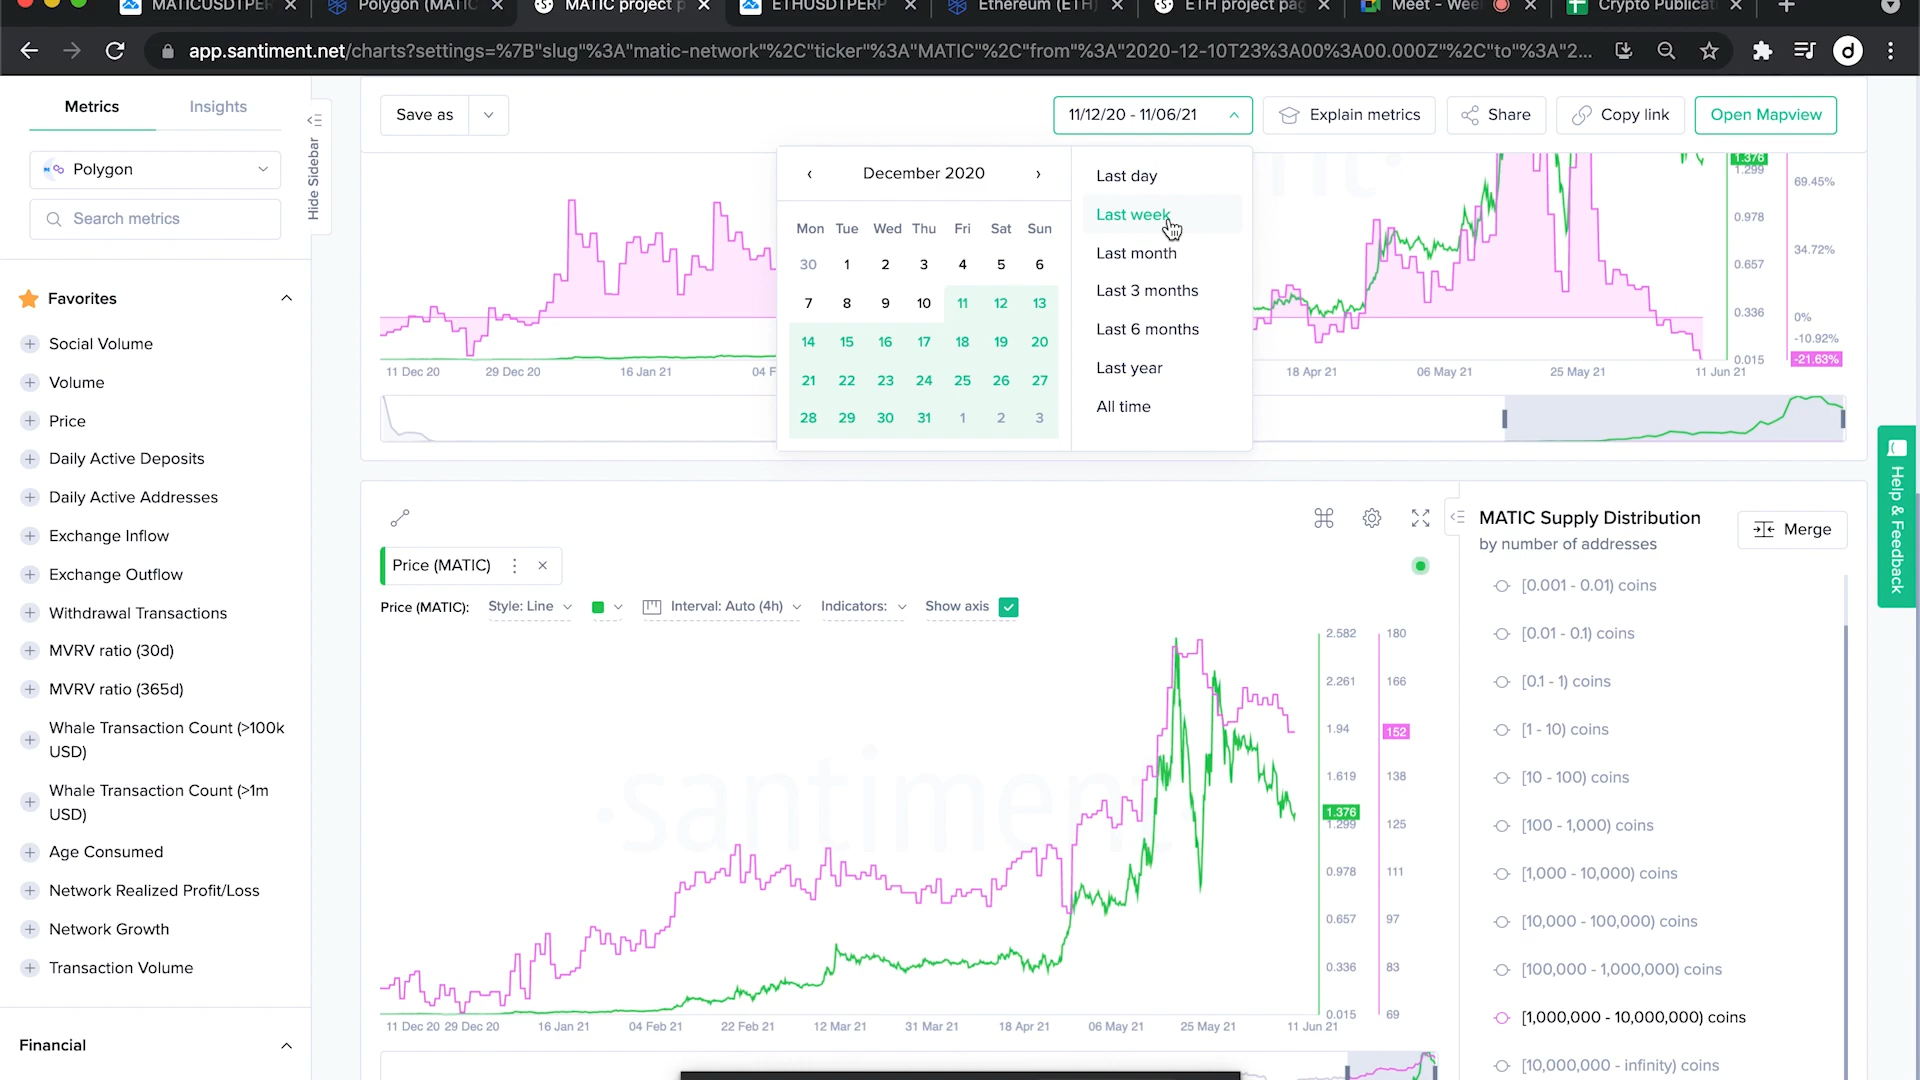 MATICUSDTPER
Polygon (MATIC
MATIC project p
ETHUSDTPERP
Ethereum (ETH)
ETH project pag
Meet - Wee
Crypto Publicat
app.santiment.net/charts?settings=%7B"slug"%3A"matic-network"%2C"ticker"%3A"MATIC"%2C"from"%3A"2020-12-10T23%3A00%3A00.000Z"%2C"to"%3A"2...
d
Metrics
Insights
Hide Sidebar
Polygon
Search metrics
Favorites
Social Volume
Volume
Price
Daily Active Deposits
Daily Active Addresses
Exchange Inflow
Exchange Outflow
Withdrawal Transactions
MVRV ratio (30d)
MVRV ratio (365d)
Whale Transaction Count (>100k
USD)
Whale Transaction Count (>1m
USD)
Age Consumed
Network Realized Profit/Loss
Network Growth
Transaction Volume
Financial
Save as
11/12/20 - 11/06/21
Explain metrics
Share
Copy link
Open Mapview
December 2020
Mon Tue Wed Thu Fri Sat Sun
30 1 2 3 4 5 6
7 8 9 10 11 12 13
14 15 16 17 18 19 20
21 22 23 24 25 26 27
28 29 30 31 1 2 3
Last day
Last week
Last month
Last 3 months
Last 6 months
Last year
All time
1.376
1.299
0.978
0.657
0.336
0.015
69.45%
34.72%
0%
-10.92%
-21.63%
11 Dec 20 29 Dec 20 16 Jan 21 04 F 18 Apr 21 06 May 21 25 May 21 11 Jun 21
Price (MATIC)
Price (MATIC): Style: Line Interval: Auto (4h) Indicators: Show axis
·santiment·
2.582 180
2.261 166
1.94 152
1.619 138
1.376
1.299 125
0.978 111
0.657 97
0.336 83
0.015 69
11 Dec 20 29 Dec 20 16 Jan 21 04 Feb 21 22 Feb 21 12 Mar 21 31 Mar 21 18 Apr 21 06 May 21 25 May 21 11 Jun 21
MATIC Supply Distribution
by number of addresses
Merge
[0.001 - 0.01) coins
[0.01 - 0.1) coins
[0.1 - 1) coins
[1 - 10) coins
[10 - 100) coins
[100 - 1,000) coins
[1,000 - 10,000) coins
[10,000 - 100,000) coins
[100,000 - 1,000,000) coins
[1,000,000 - 10,000,000) coins
[10,000,000 - infinity) coins
Help & Feedback